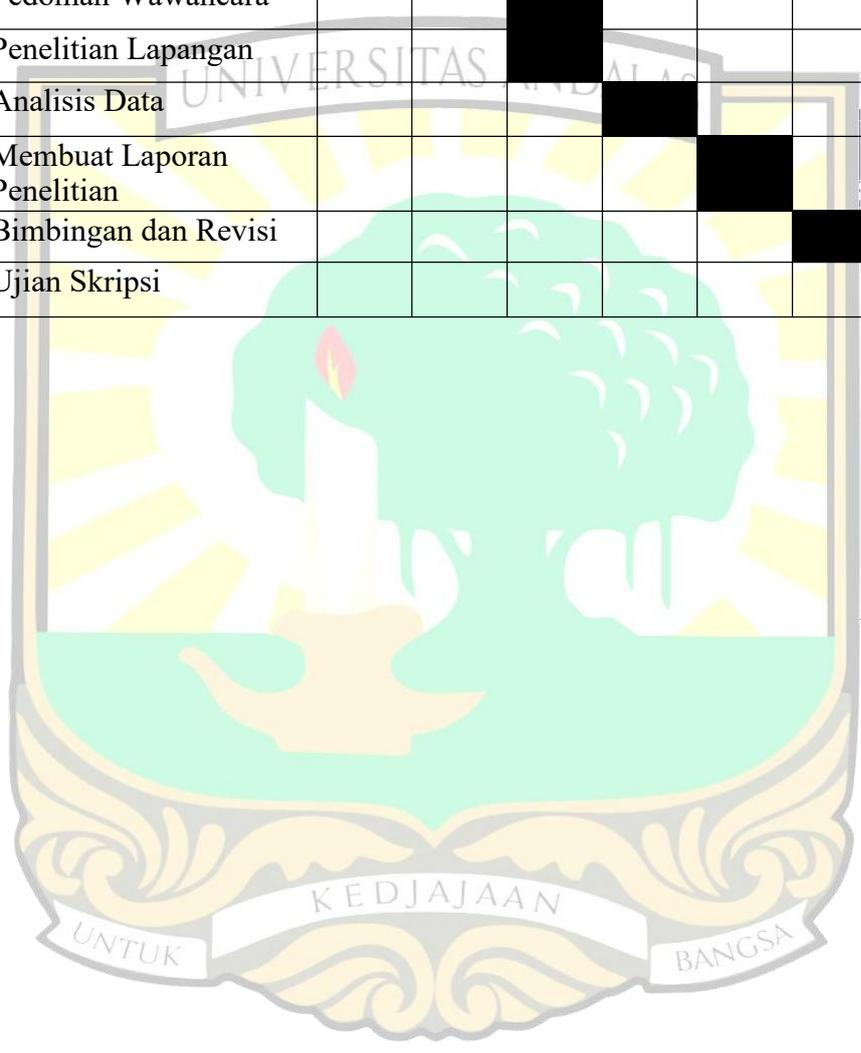 Pedoman Wawancara
Penelitian Lapangan
Analisis Data
Membuat Laporan
Penelitian
Bimbingan dan Revisi
Ujian Skripsi
UNIVERSITAS ANDALAS
KEDJAJAAN
UNTUK
BANGSA